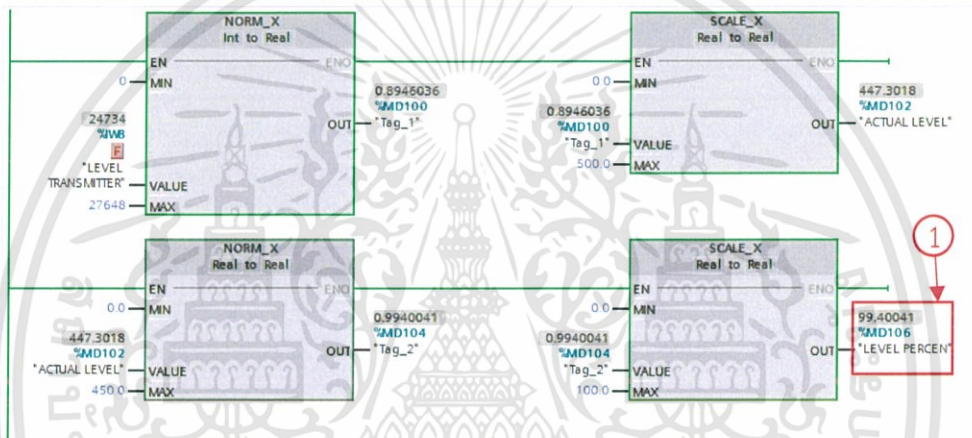 NORM_X
Int to Real
EN
ENO
0
MIN
24734
%IW8
F
"LEVEL
TRANSMITTER"
VALUE
27648
MAX
0.8946036
%MD100
OUT
"Tag_1"
SCALE_X
Real to Real
EN
ENO
0.0
MIN
0.8946036
%MD100
"Tag_1"
VALUE
500.0
MAX
447.3018
%MD102
OUT
"ACTUAL LEVEL"
NORM_X
Real to Real
EN
ENO
0.0
MIN
447.3018
%MD102
"ACTUAL LEVEL"
VALUE
450.0
MAX
0.9940041
%MD104
OUT
"Tag_2"
SCALE_X
Real to Real
EN
ENO
0.0
MIN
0.9940041
%MD104
"Tag_2"
VALUE
100.0
MAX
1
99.40041
%MD106
OUT
"LEVEL PERCEN"